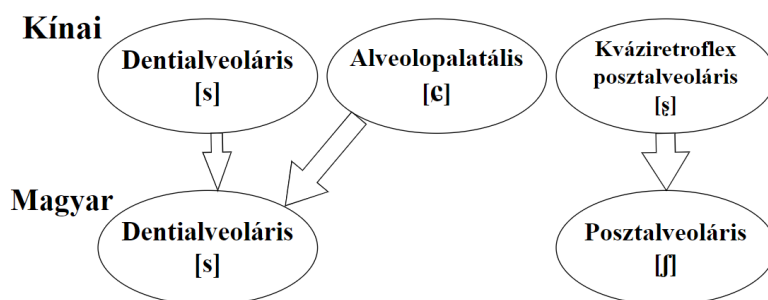 Kínai
Dentialveoláris
[s]
Alveolopalatális
[ɕ]
Kváziretroflex
posztalveoláris
[ʂ]
Magyar
Dentialveoláris
[s]
Posztalveoláris
[ʃ]